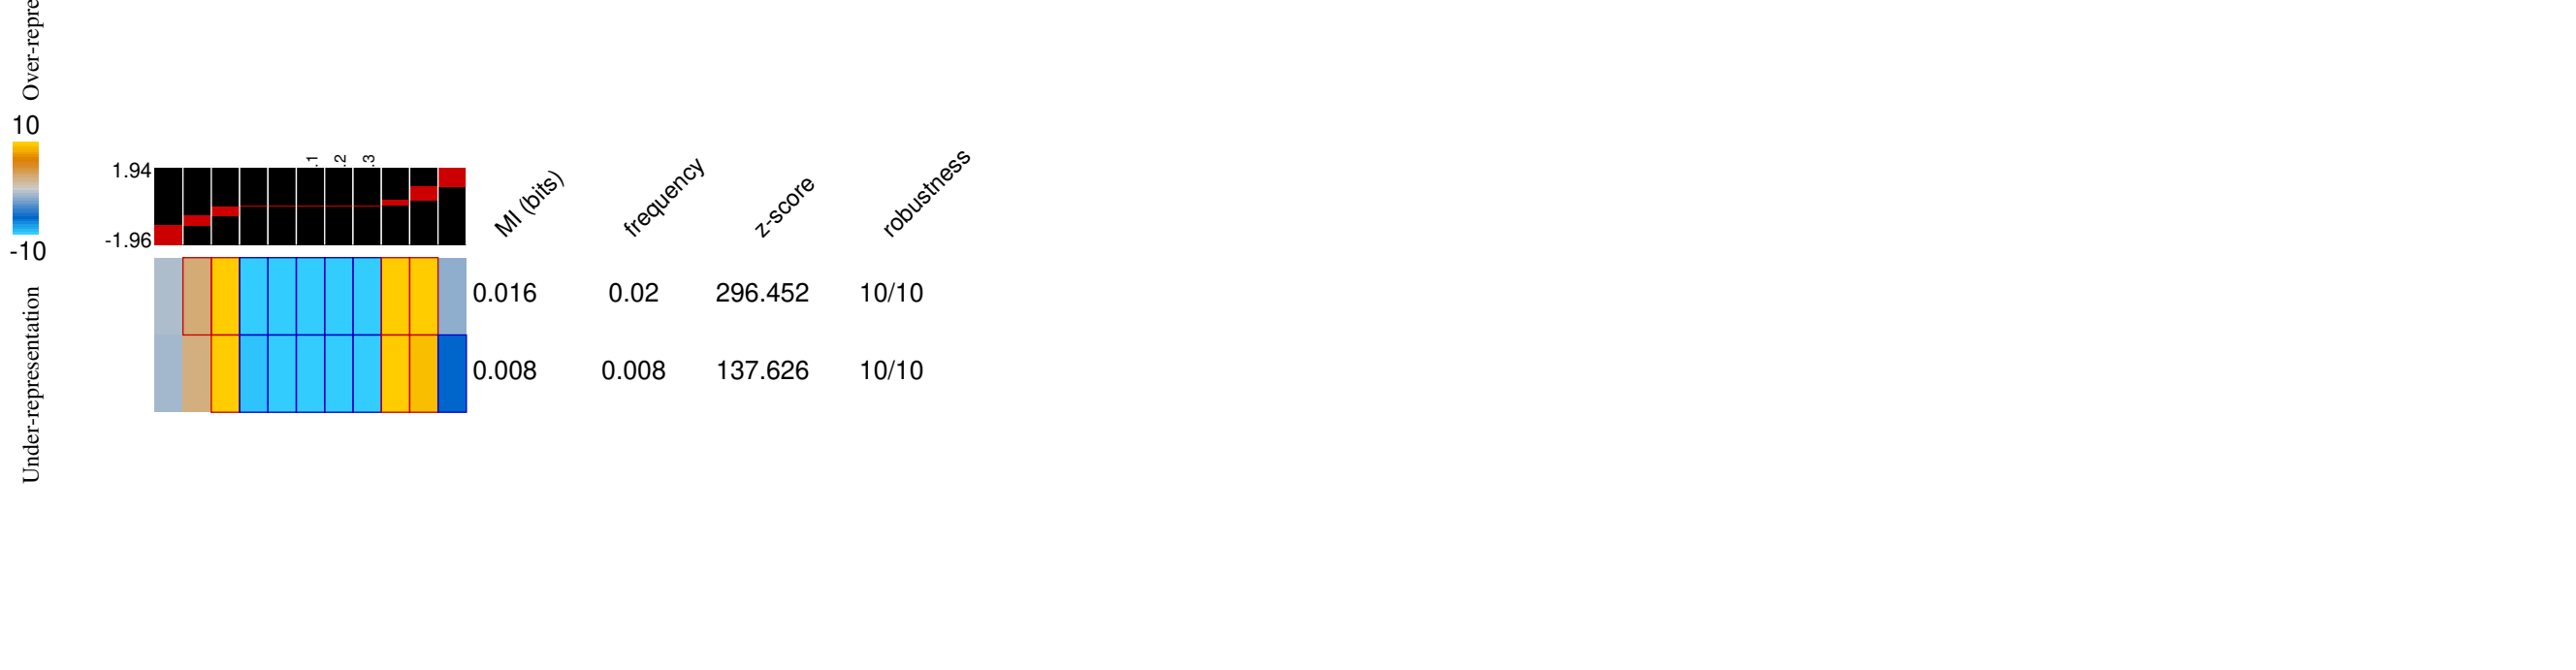 Over-repre
10
-10
Under-representation
1.94
-1.96
.1 .2 .3
MI (bits) frequency z-score robustness
0.016 0.02 296.452 10/10
0.008 0.008 137.626 10/10